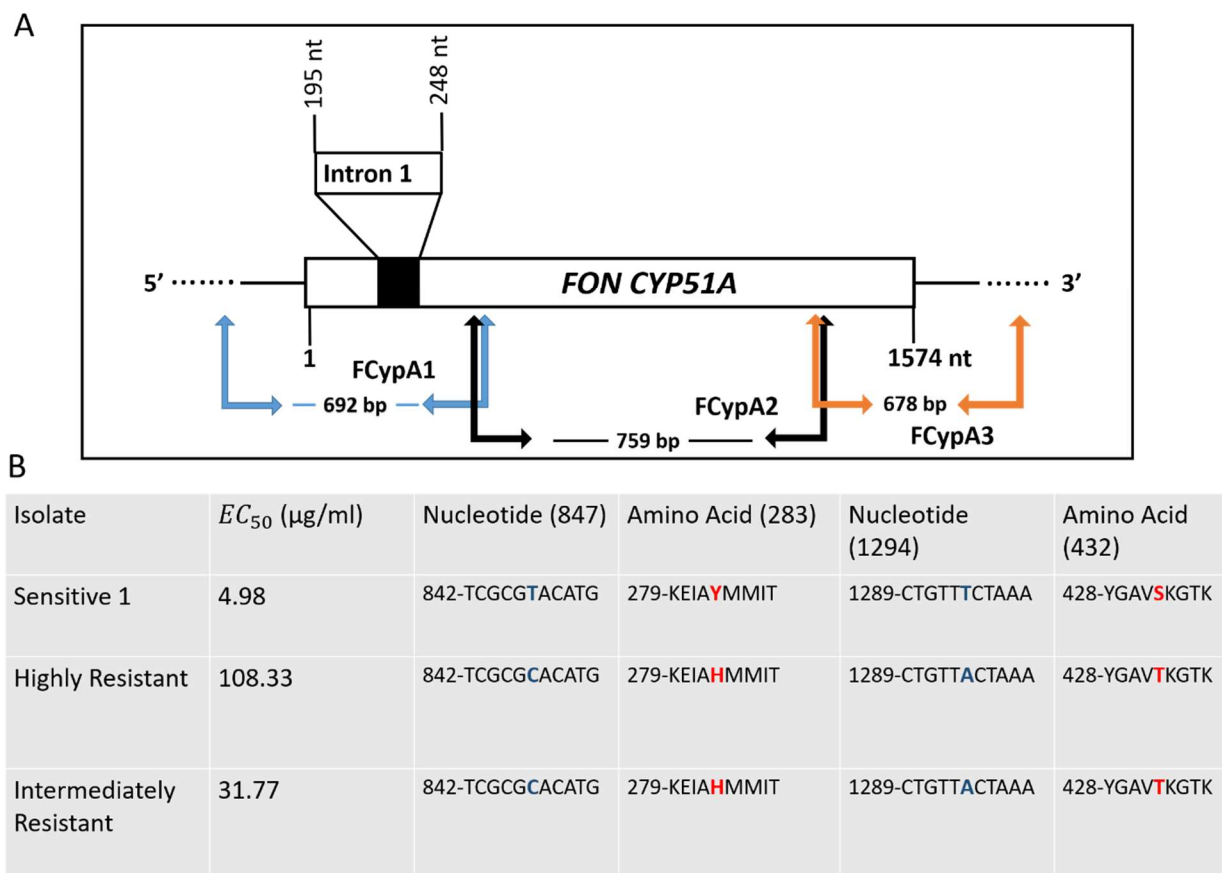 A
195 nt
248 nt
Intron 1
5’ ······
FON CYP51A
······ 3’
1
1574 nt
FCypA1
692 bp
FCypA2
678 bp
759 bp
FCypA3
B
Isolate
EC50 (µg/ml)
Nucleotide (847)
Amino Acid (283)
Nucleotide
(1294)
Amino Acid
(432)
Sensitive 1
4.98
842-TCGCGTACATG
279-KEIAYMMIT
1289-CTGTTTCTAAA
428-YGAVSKGTK
Highly Resistant
108.33
842-TCGCGCACATG
279-KEIAHMMIT
1289-CTGTTACTAAA
428-YGAVTKGTK
Intermediately
Resistant
31.77
842-TCGCGCACATG
279-KEIAHMMIT
1289-CTGTTACTAAA
428-YGAVTKGTK